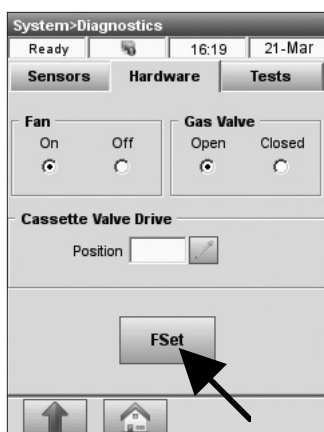 System>Diagnostics
Ready 16:19 21-Mar
Sensors Hardware Tests
Fan Gas Valve
On Off Open Closed
Cassette Valve Drive
Position
FSet